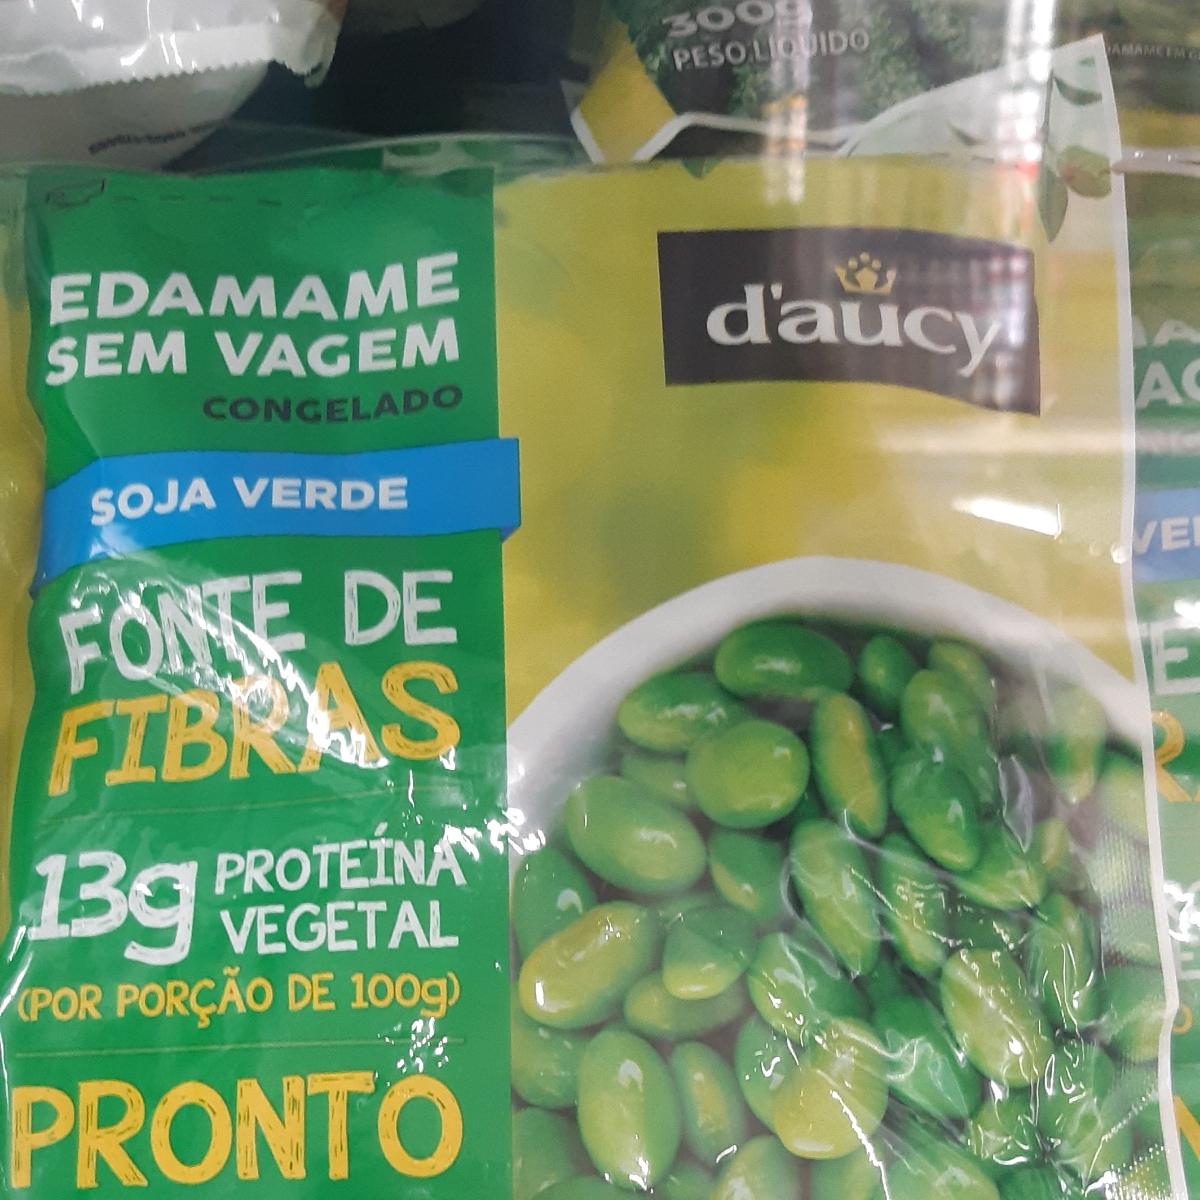 300g
PESO LÍQUIDO
EDAMAME
SEM VAGEM
CONGELADO
SOJA VERDE
FONTE DE
FIBRAS
13g PROTEÍNA
VEGETAL
(POR PORÇÃO DE 100g)
PRONTO
d'aucy